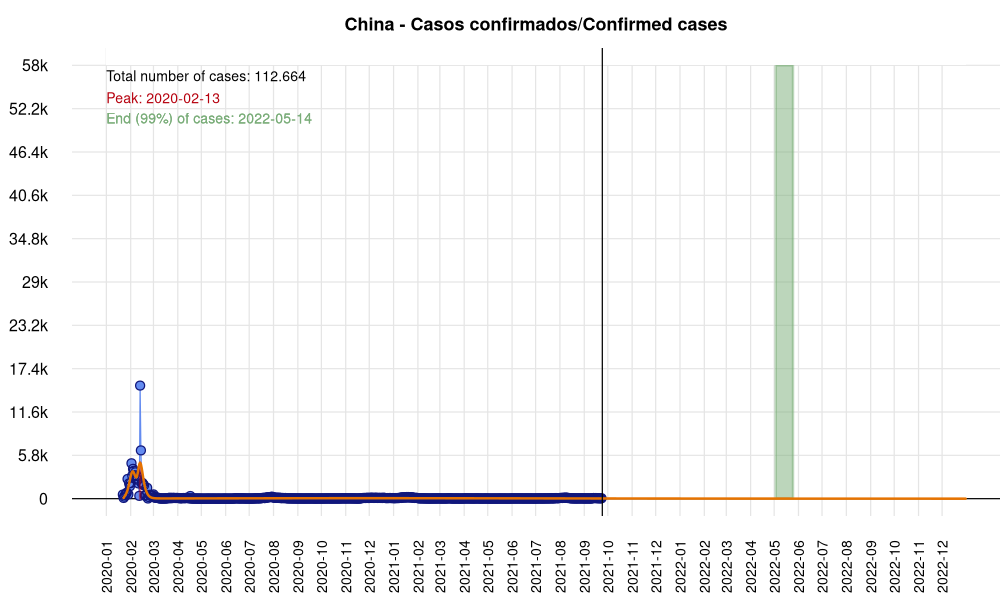 China - Casos confirmados/Confirmed cases
58k
Total number of cases: 112.664
Peak: 2020-02-13
52.2k
End (99%) of cases: 2022-05-14
46.4k
40.6k
34.8k
29k
23.2k
17.4k
11.6k
5.8k
0
2020-01
2020-02
2020-03
2020-04
2020-05
2020-06
2020-07
2020-08
2020-09
2020-10
2020-11
2020-12
2021-01
2021-02
2021-03
2021-04
2021-05
2021-06
2021-07
2021-08
2021-09
2021-10
2021-11
2021-12
2022-01
2022-02
2022-03
2022-04
2022-05
2022-06
2022-07
2022-08
2022-09
2022-10
2022-11
2022-12